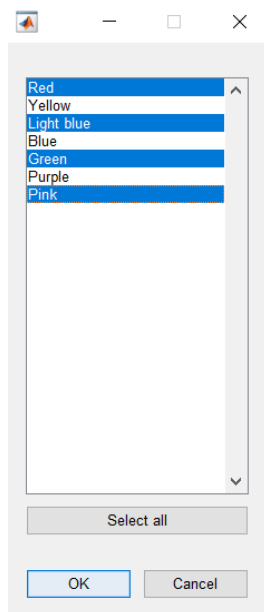 Red
Yellow
Light blue
Blue
Green
Purple
Pink
Select all
OK Cancel